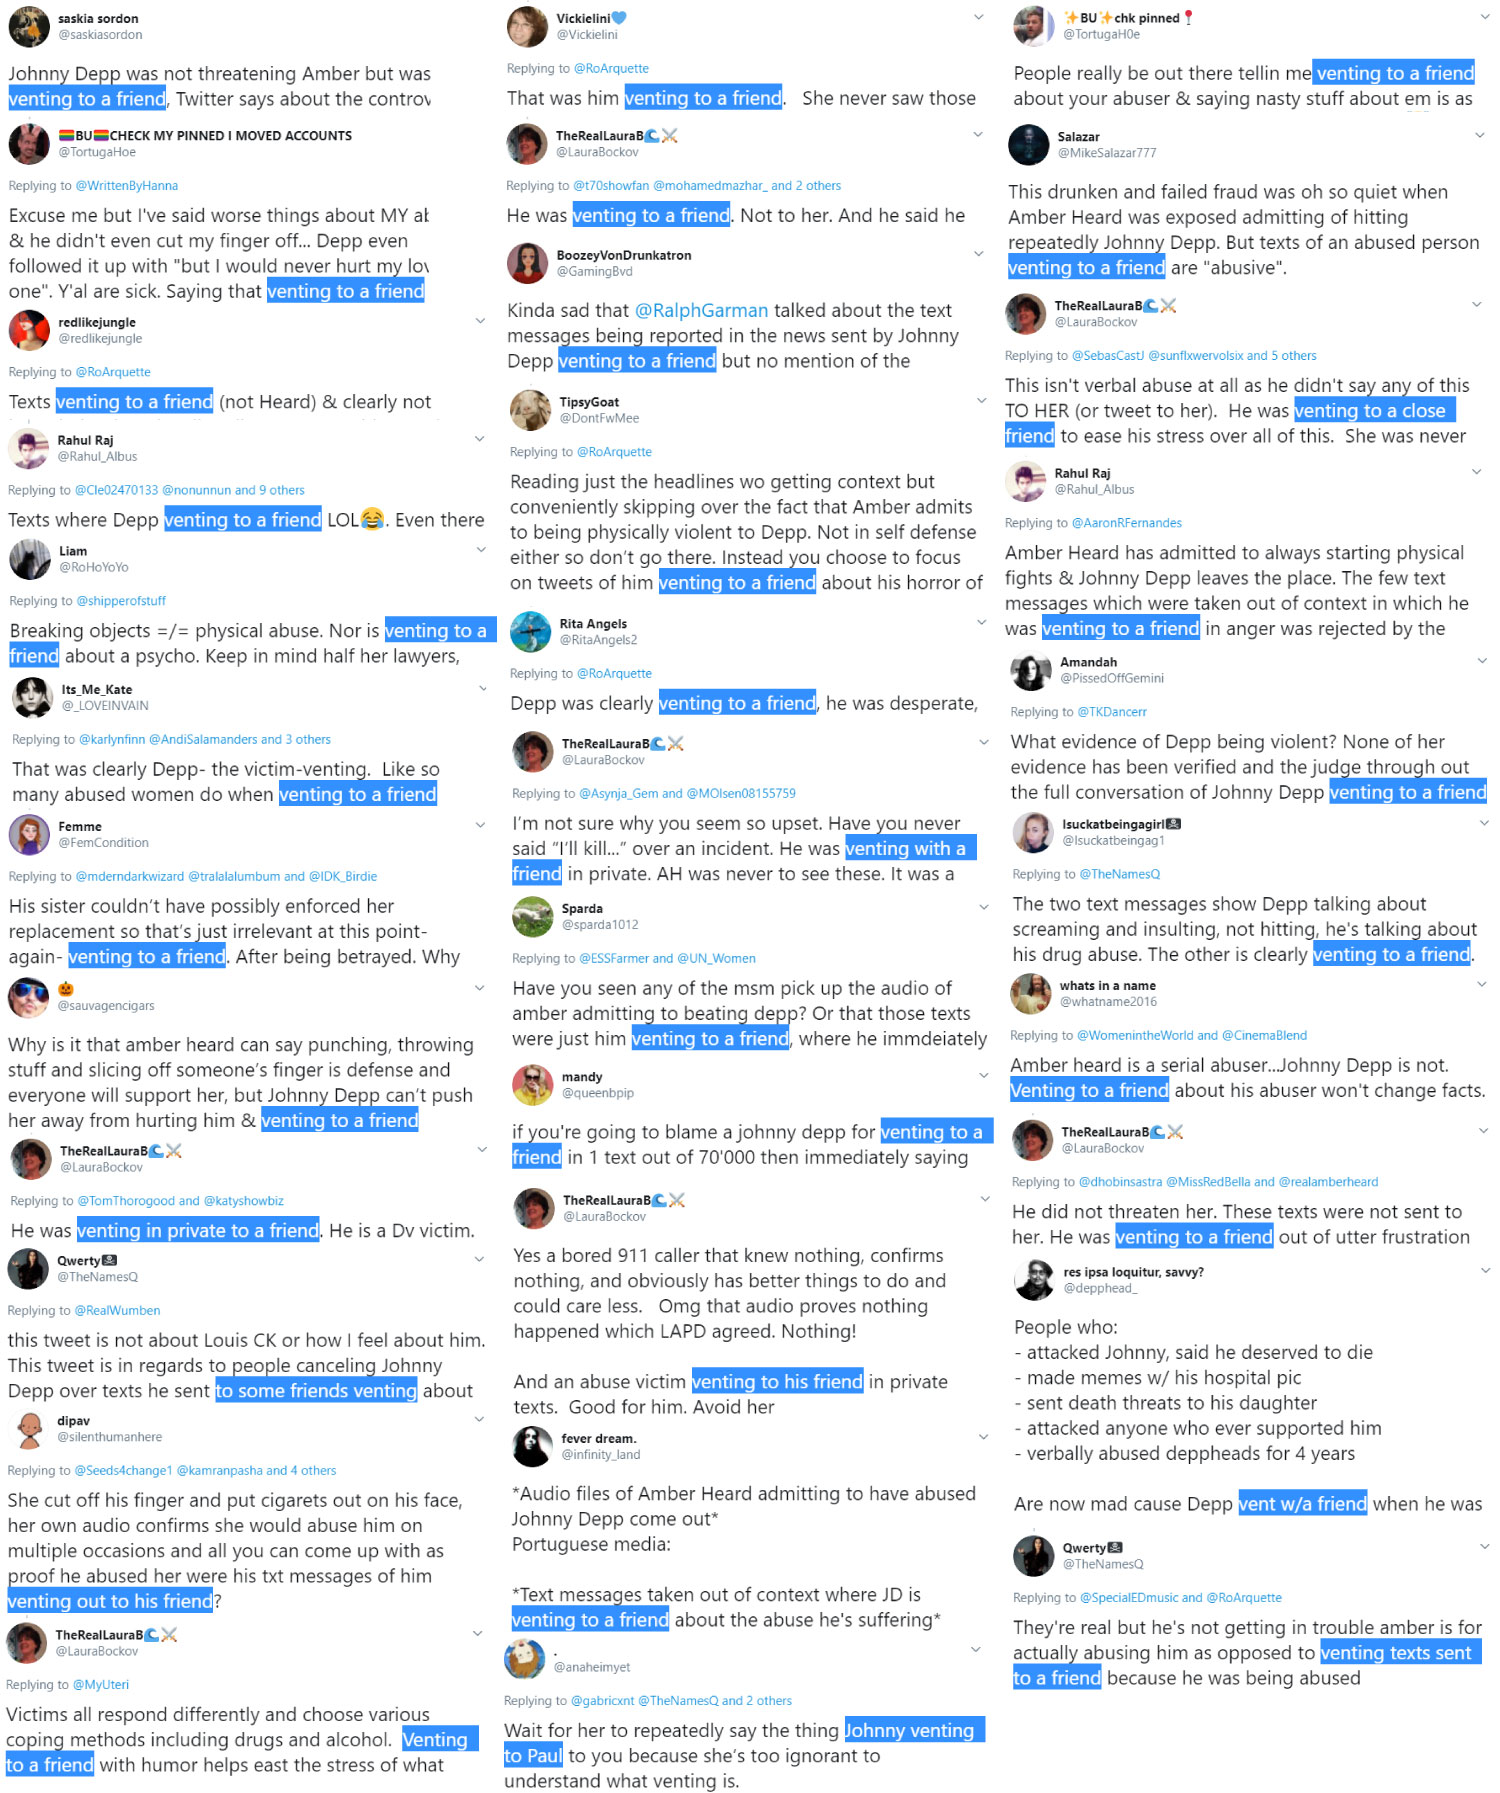 saskia sordon
@saskiasordon
Johnny Depp was not threatening Amber but was
venting to a friend, Twitter says about the controv
BU CHECK MY PINNED I MOVED ACCOUNTS
@TortugaHoe
Replying to @WrittenByHanna
Excuse me but I've said worse things about MY ab
& he didn't even cut my finger off... Depp even
followed it up with "but I would never hurt my lov
one". Y'al are sick. Saying that venting to a friend
redlikejungle
@redlikejungle
Replying to @RoArquette
Texts venting to a friend (not Heard) & clearly not
Rahul Raj
@Rahul_Albus
Replying to @Cle02470133 @nonunnun and 9 others
Texts where Depp venting to a friend LOL😂. Even there
Liam
@RoHoYoYo
Replying to @shipperofstuff
Breaking objects =/= physical abuse. Nor is venting to a
friend about a psycho. Keep in mind half her lawyers,
Its_Me_Kate
@_LOVEINVAIN
Replying to @karlynfinn @AndiSalamanders and 3 others
That was clearly Depp- the victim-venting. Like so
many abused women do when venting to a friend
Femme
@FemCondition
Replying to @mderndarkwizard @tralalalumbum and @IDK_Birdie
His sister couldn't have possibly enforced her
replacement so that's just irrelevant at this point-
again- venting to a friend. After being betrayed. Why
🎃
@sauvagencigars
Why is it that amber heard can say punching, throwing
stuff and slicing off someone's finger is defense and
everyone will support her, but Johnny Depp can't push
her away from hurting him & venting to a friend
TheRealLauraB🌊⚔
@LauraBockov
Replying to @TomThorogood and @katyshowbiz
He was venting in private to a friend. He is a Dv victim.
Qwerty🏴‍☠️
@TheNamesQ
Replying to @RealWumben
this tweet is not about Louis CK or how I feel about him.
This tweet is in regards to people canceling Johnny
Depp over texts he sent to some friends venting about
dipav
@silenthumanhere
Replying to @Seeds4change1 @kamranpasha and 4 others
She cut off his finger and put cigarets out on his face,
her own audio confirms she would abuse him on
multiple occasions and all you can come up with as
proof he abused her were his txt messages of him
venting out to his friend?
TheRealLauraB🌊⚔
@LauraBockov
Replying to @MyUteri
Victims all respond differently and choose various
coping methods including drugs and alcohol. Venting
to a friend with humor helps east the stress of what
Vickielini💙
@Vickielini
Replying to @RoArquette
That was him venting to a friend. She never saw those
TheRealLauraB🌊⚔
@LauraBockov
Replying to @t70showfan @mohamedmazhar_ and 2 others
He was venting to a friend. Not to her. And he said he
BoozeyVonDrunkatron
@GamingBvd
Kinda sad that @RalphGarman talked about the text
messages being reported in the news sent by Johnny
Depp venting to a friend but no mention of the
TipsyGoat
@DontFwMee
Replying to @RoArquette
Reading just the headlines wo getting context but
conveniently skipping over the fact that Amber admits
to being physically violent to Depp. Not in self defense
either so don't go there. Instead you choose to focus
on tweets of him venting to a friend about his horror of
Rita Angels
@RitaAngels2
Replying to @RoArquette
Depp was clearly venting to a friend, he was desperate,
TheRealLauraB🌊⚔
@LauraBockov
Replying to @Asynja_Gem and @MOlsen08155759
I'm not sure why you seem so upset. Have you never
said "I'll kill..." over an incident. He was venting with a
friend in private. AH was never to see these. It was a
Sparda
@sparda1012
Replying to @ESSFarmer and @UN_Women
Have you seen any of the msm pick up the audio of
amber admitting to beating depp? Or that those texts
were just him venting to a friend, where he immdeiately
mandy
@queenbpip
if you're going to blame a johnny depp for venting to a
friend in 1 text out of 70'000 then immediately saying
TheRealLauraB🌊⚔
@LauraBockov
Yes a bored 911 caller that knew nothing, confirms
nothing, and obviously has better things to do and
could care less. Omg that audio proves nothing
happened which LAPD agreed. Nothing!
And an abuse victim venting to his friend in private
texts. Good for him. Avoid her
fever dream.
@infinity_land
*Audio files of Amber Heard admitting to have abused
Johnny Depp come out*
Portuguese media:
*Text messages taken out of context where JD is
venting to a friend about the abuse he's suffering*
.
@anaheimyet
Replying to @gabricxnt @TheNamesQ and 2 others
Wait for her to repeatedly say the thing Johnny venting
to Paul to you because she's too ignorant to
understand what venting is.
✨BU✨chk pinned📍
@TortugaH0e
People really be out there tellin me venting to a friend
about your abuser & saying nasty stuff about em is as
Salazar
@MikeSalazar777
This drunken and failed fraud was oh so quiet when
Amber Heard was exposed admitting of hitting
repeatedly Johnny Depp. But texts of an abused person
venting to a friend are "abusive".
TheRealLauraB🌊⚔
@LauraBockov
Replying to @SebasCastJ @sunflxwervolsix and 5 others
This isn't verbal abuse at all as he didn't say any of this
TO HER (or tweet to her). He was venting to a close
friend to ease his stress over all of this. She was never
Rahul Raj
@Rahul_Albus
Replying to @AaronRFernandes
Amber Heard has admitted to always starting physical
fights & Johnny Depp leaves the place. The few text
messages which were taken out of context in which he
was venting to a friend in anger was rejected by the
Amandah
@PissedOffGemini
Replying to @TKDancerr
What evidence of Depp being violent? None of her
evidence has been verified and the judge through out
the full conversation of Johnny Depp venting to a friend
Isuckatbeingagirl🏴‍☠️
@Isuckatbeingag1
Replying to @TheNamesQ
The two text messages show Depp talking about
screaming and insulting, not hitting, he's talking about
his drug abuse. The other is clearly venting to a friend.
whats in a name
@whatname2016
Replying to @WomenintheWorld and @CinemaBlend
Amber heard is a serial abuser...Johnny Depp is not.
Venting to a friend about his abuser won't change facts.
TheRealLauraB🌊⚔
@LauraBockov
Replying to @dhobinsastra @MissRedBella and @realamberheard
He did not threaten her. These texts were not sent to
her. He was venting to a friend out of utter frustration
res ipsa loquitur, savvy?
@depphead_
People who:
- attacked Johnny, said he deserved to die
- made memes w/ his hospital pic
- sent death threats to his daughter
- attacked anyone who ever supported him
- verbally abused deppheads for 4 years
Are now mad cause Depp vent w/a friend when he was
Qwerty🏴‍☠️
@TheNamesQ
Replying to @SpecialEDmusic and @RoArquette
They're real but he's not getting in trouble amber is for
actually abusing him as opposed to venting texts sent
to a friend because he was being abused